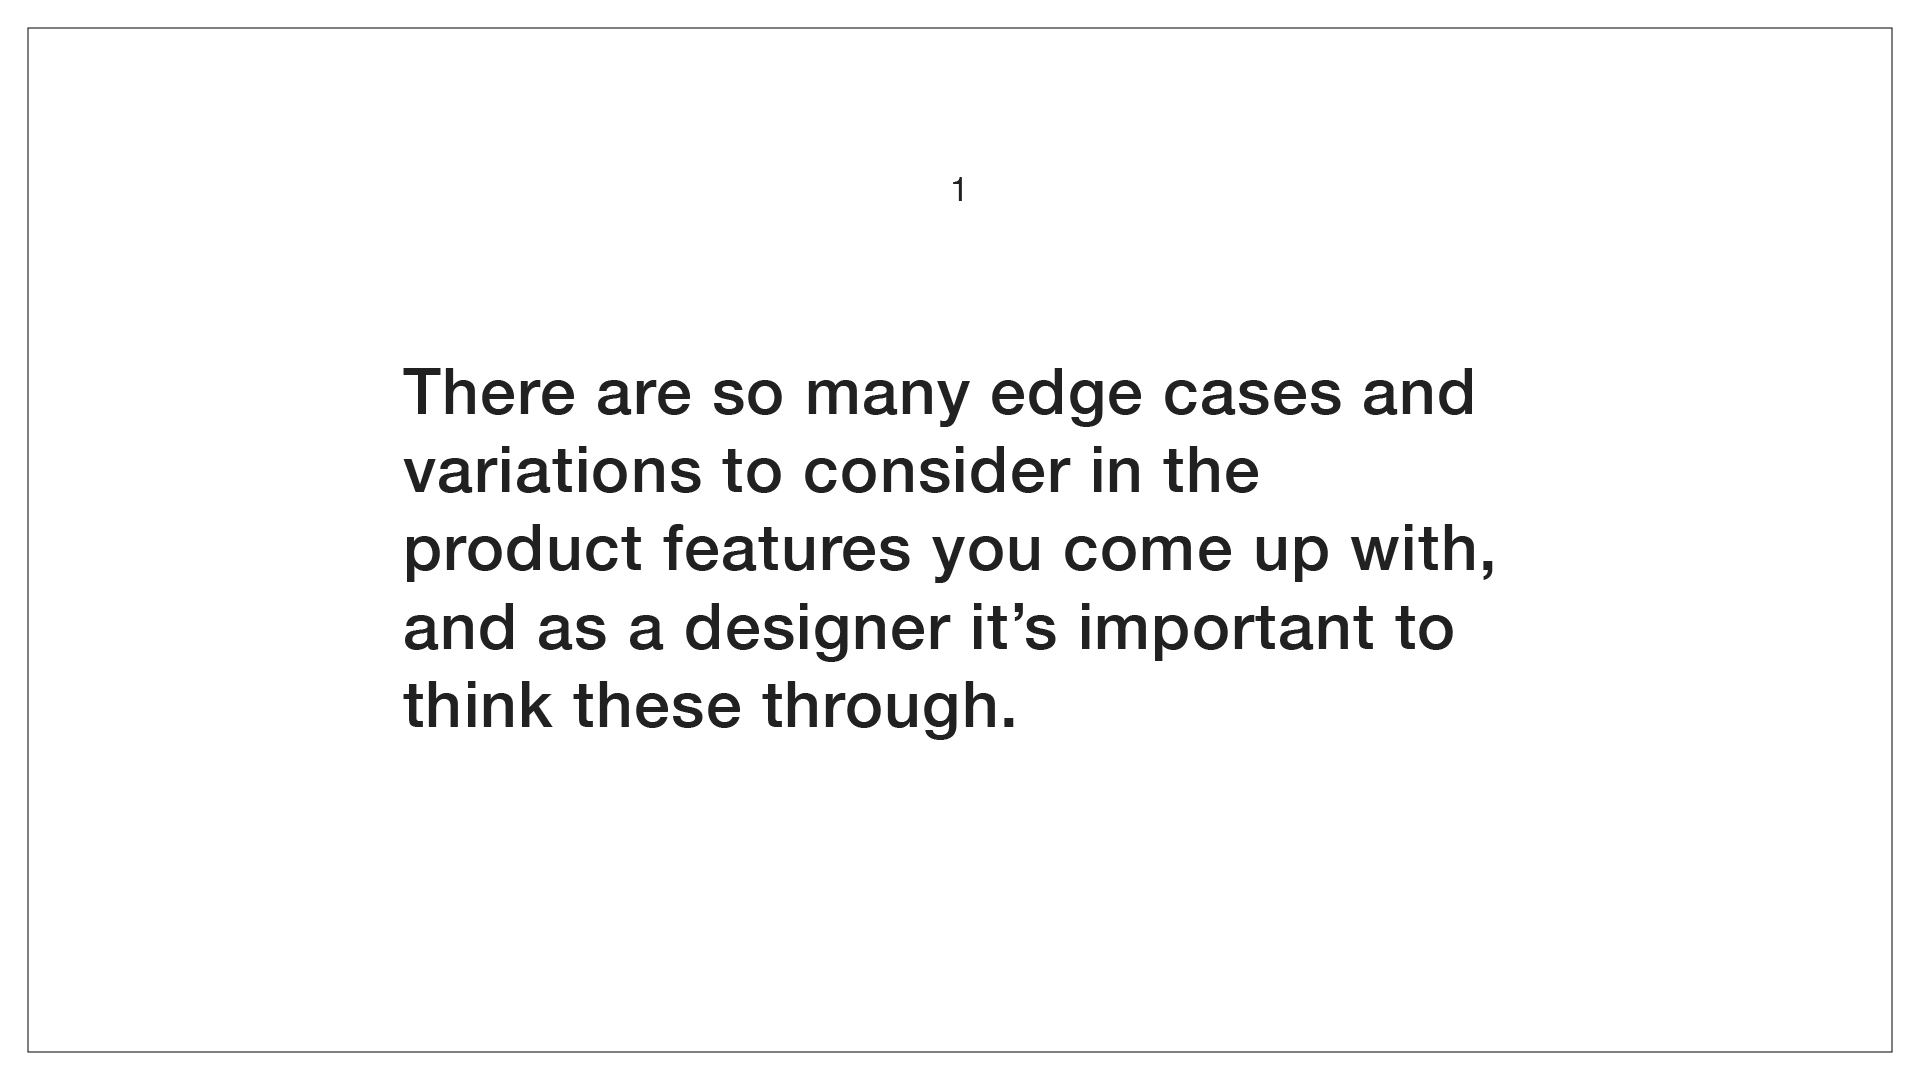 1
There are so many edge cases and
variations to consider in the
product features you come up with,
and as a designer it’s important to
think these through.